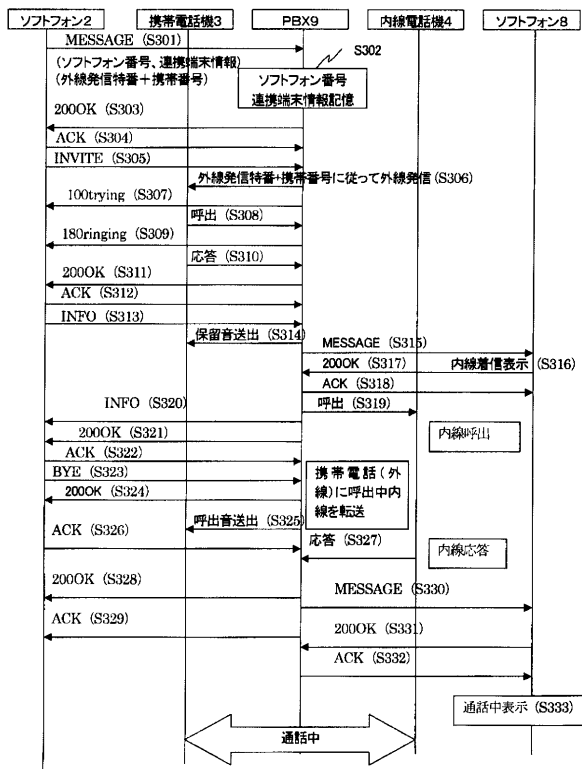 ソフトフォン2 携帯電話機3 PBX9 内線電話機4 ソフトフォン8
MESSAGE (S301)
S302
(ソフトフォン番号、連携端末情報)
(外線発信特番+携帯番号)
ソフトフォン番号
連携端末情報記憶
200OK (S303)
ACK (S304)
INVITE (S305)
外線発信特番+携帯番号に従って外線発信 (S306)
100trying (S307)
呼出 (S308)
180ringing (S309)
応答 (S310)
200OK (S311)
ACK (S312)
INFO (S313)
保留音送出 (S314)
MESSAGE (S315)
200OK (S317) 内線着信表示 (S316)
ACK (S318)
INFO (S320) 呼出 (S319)
200OK (S321)
内線呼出
ACK (S322)
BYE (S323)
200OK (S324)
携帯電話(外
線)に呼出中内
線を転送
呼出音送出 (S325)
ACK (S326)
応答 (S327)
内線応答
200OK (S328)
MESSAGE (S330)
ACK (S329)
200OK (S331)
ACK (S332)
通話中表示 (S333)
通話中